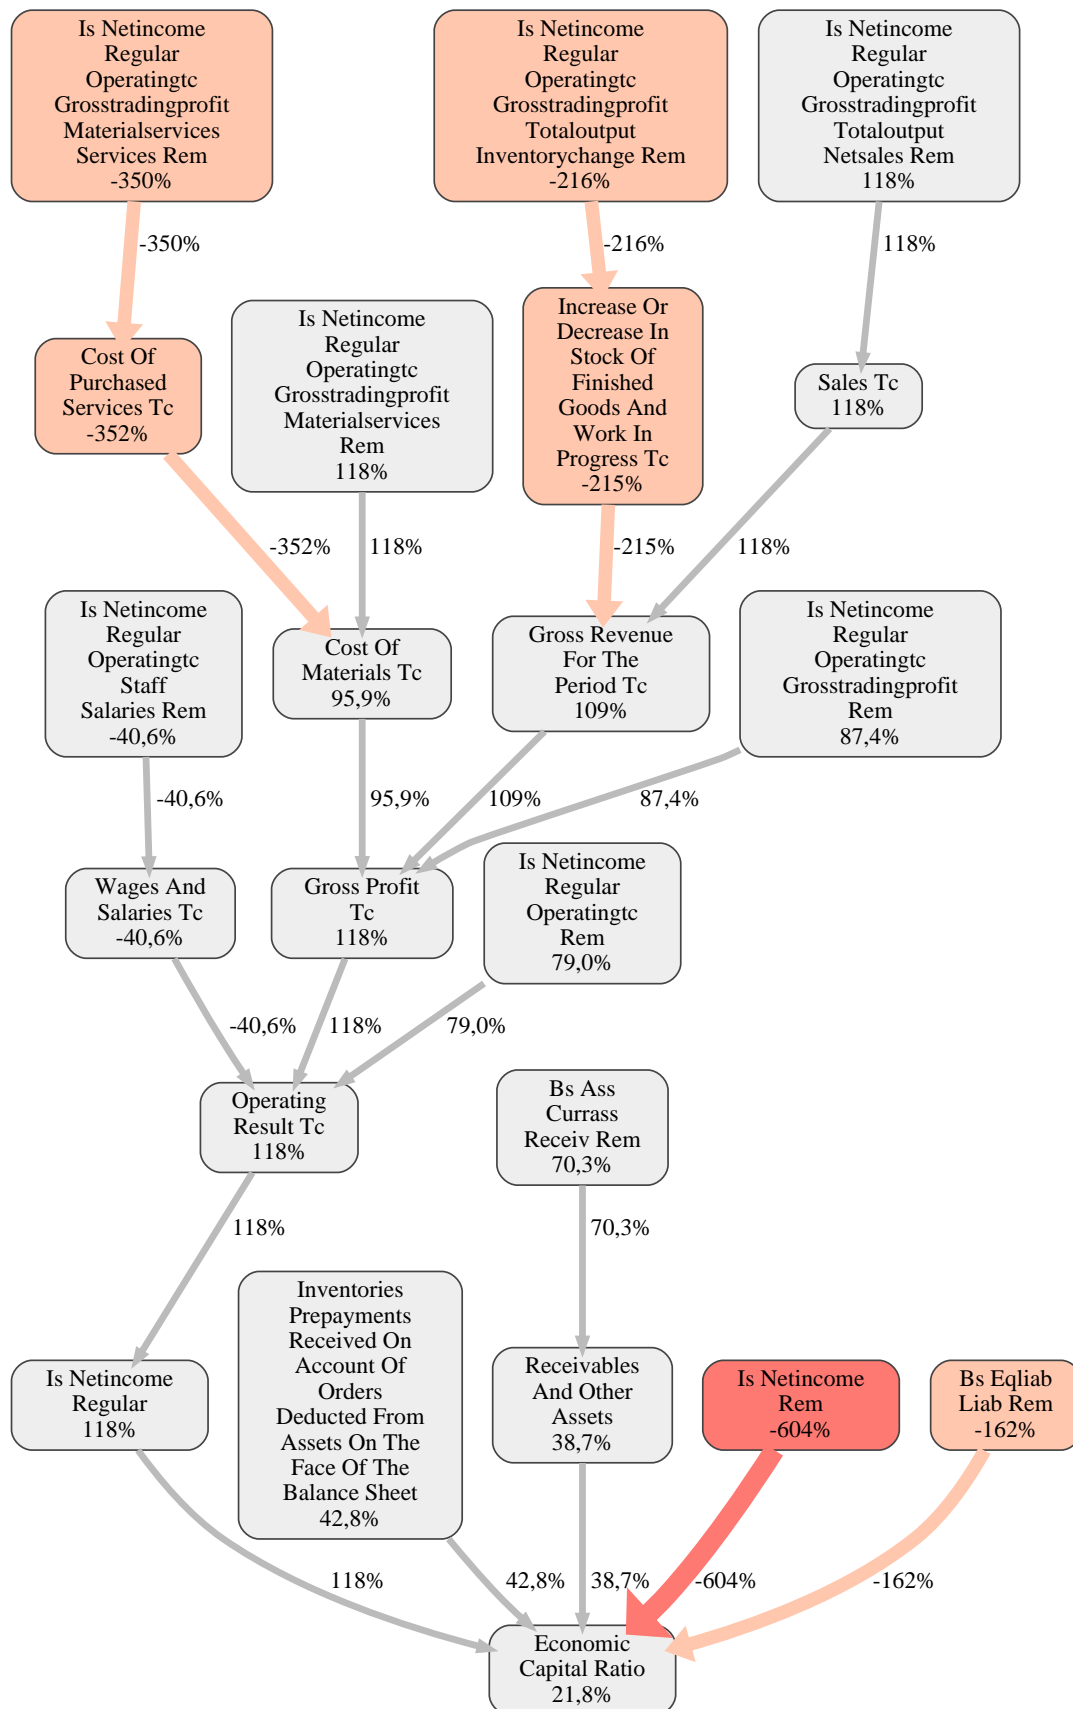 Is Netincome
Regular
Operatingtc
Grosstradingprofit
Materialservices
Services Rem
-350%
Is Netincome
Regular
Operatingtc
Grosstradingprofit
Totaloutput
Inventorychange Rem
-216%
Is Netincome
Regular
Operatingtc
Grosstradingprofit
Totaloutput
Netsales Rem
118%
-350%
-216%
118%
Cost Of
Purchased
Services Tc
-352%
Is Netincome
Regular
Operatingtc
Grosstradingprofit
Materialservices
Rem
118%
Increase Or
Decrease In
Stock Of
Finished
Goods And
Work In
Progress Tc
-215%
Sales Tc
118%
-352%
118%
-215%
118%
Is Netincome
Regular
Operatingtc
Staff
Salaries Rem
-40,6%
Cost Of
Materials Tc
95,9%
Gross Revenue
For The
Period Tc
109%
Is Netincome
Regular
Operatingtc
Grosstradingprofit
Rem
87,4%
-40,6%
95,9%
109%
87,4%
Wages And
Salaries Tc
-40,6%
Gross Profit
Tc
118%
Is Netincome
Regular
Operatingtc
Rem
79,0%
-40,6%
118%
79,0%
Operating
Result Tc
118%
Bs Ass
Currass
Receiv Rem
70,3%
118%
70,3%
Is Netincome
Regular
118%
Inventories
Prepayments
Received On
Account Of
Orders
Deducted From
Assets On The
Face Of The
Balance Sheet
42,8%
Receivables
And Other
Assets
38,7%
Is Netincome
Rem
-604%
Bs Eqliab
Liab Rem
-162%
118%
42,8%
38,7%
-604%
-162%
Economic
Capital Ratio
21,8%